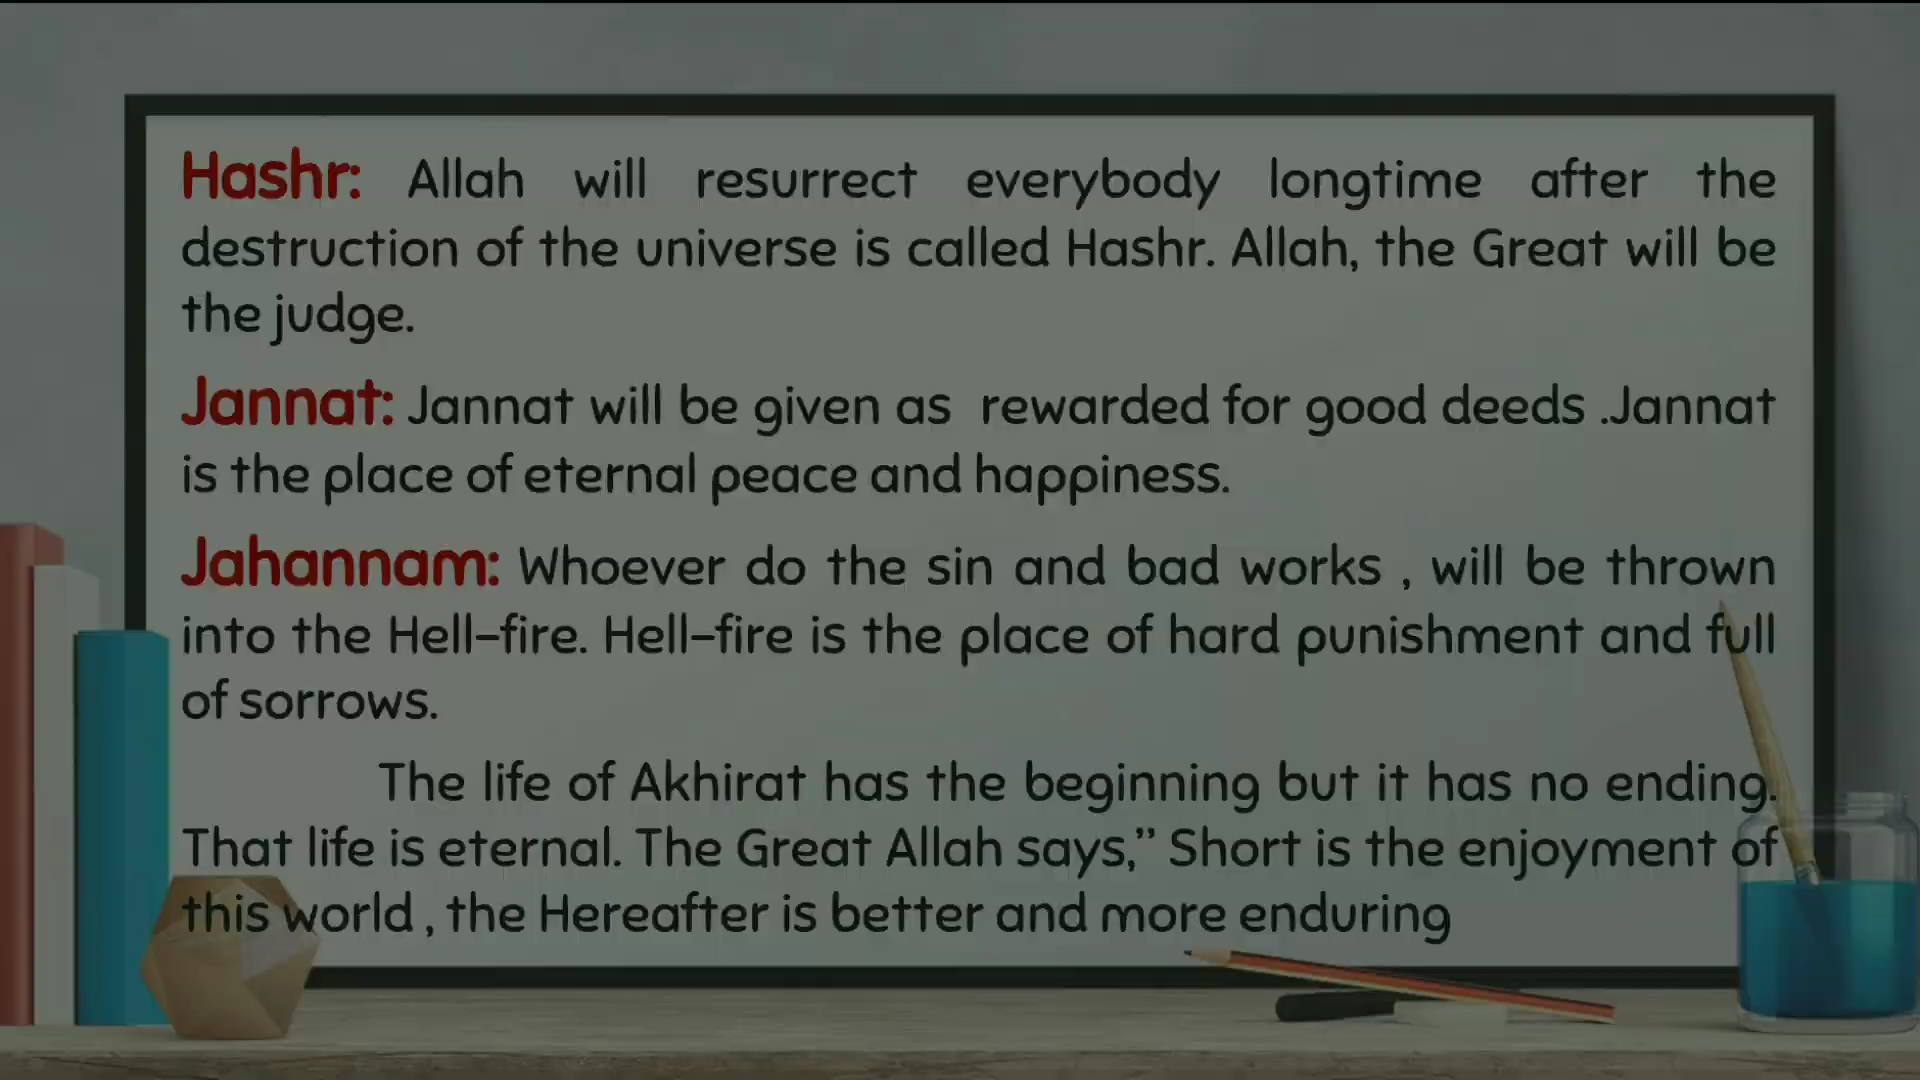 Hashr: Allah will resurrect everybody longtime after the
destruction of the universe is called Hashr. Allah, the Great will be
the judge.
Jannat: Jannat will be given as rewarded for good deeds .Jannat
is the place of eternal peace and happiness.
Jahannam: Whoever do the sin and bad works , will be thrown
into the Hell-fire. Hell-fire is the place of hard punishment and full
of sorrows.
The life of Akhirat has the beginning but it has no ending.
That life is eternal. The Great Allah says,” Short is the enjoyment of
this world , the Hereafter is better and more enduring